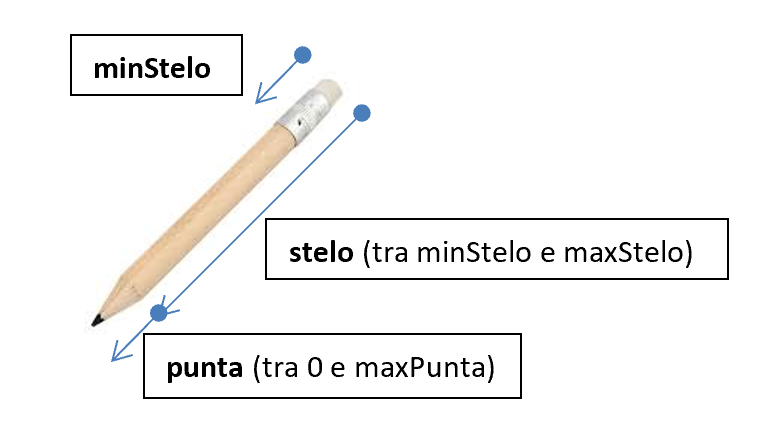 minStelo
stelo (tra minStelo e maxStelo)
punta (tra 0 e maxPunta)